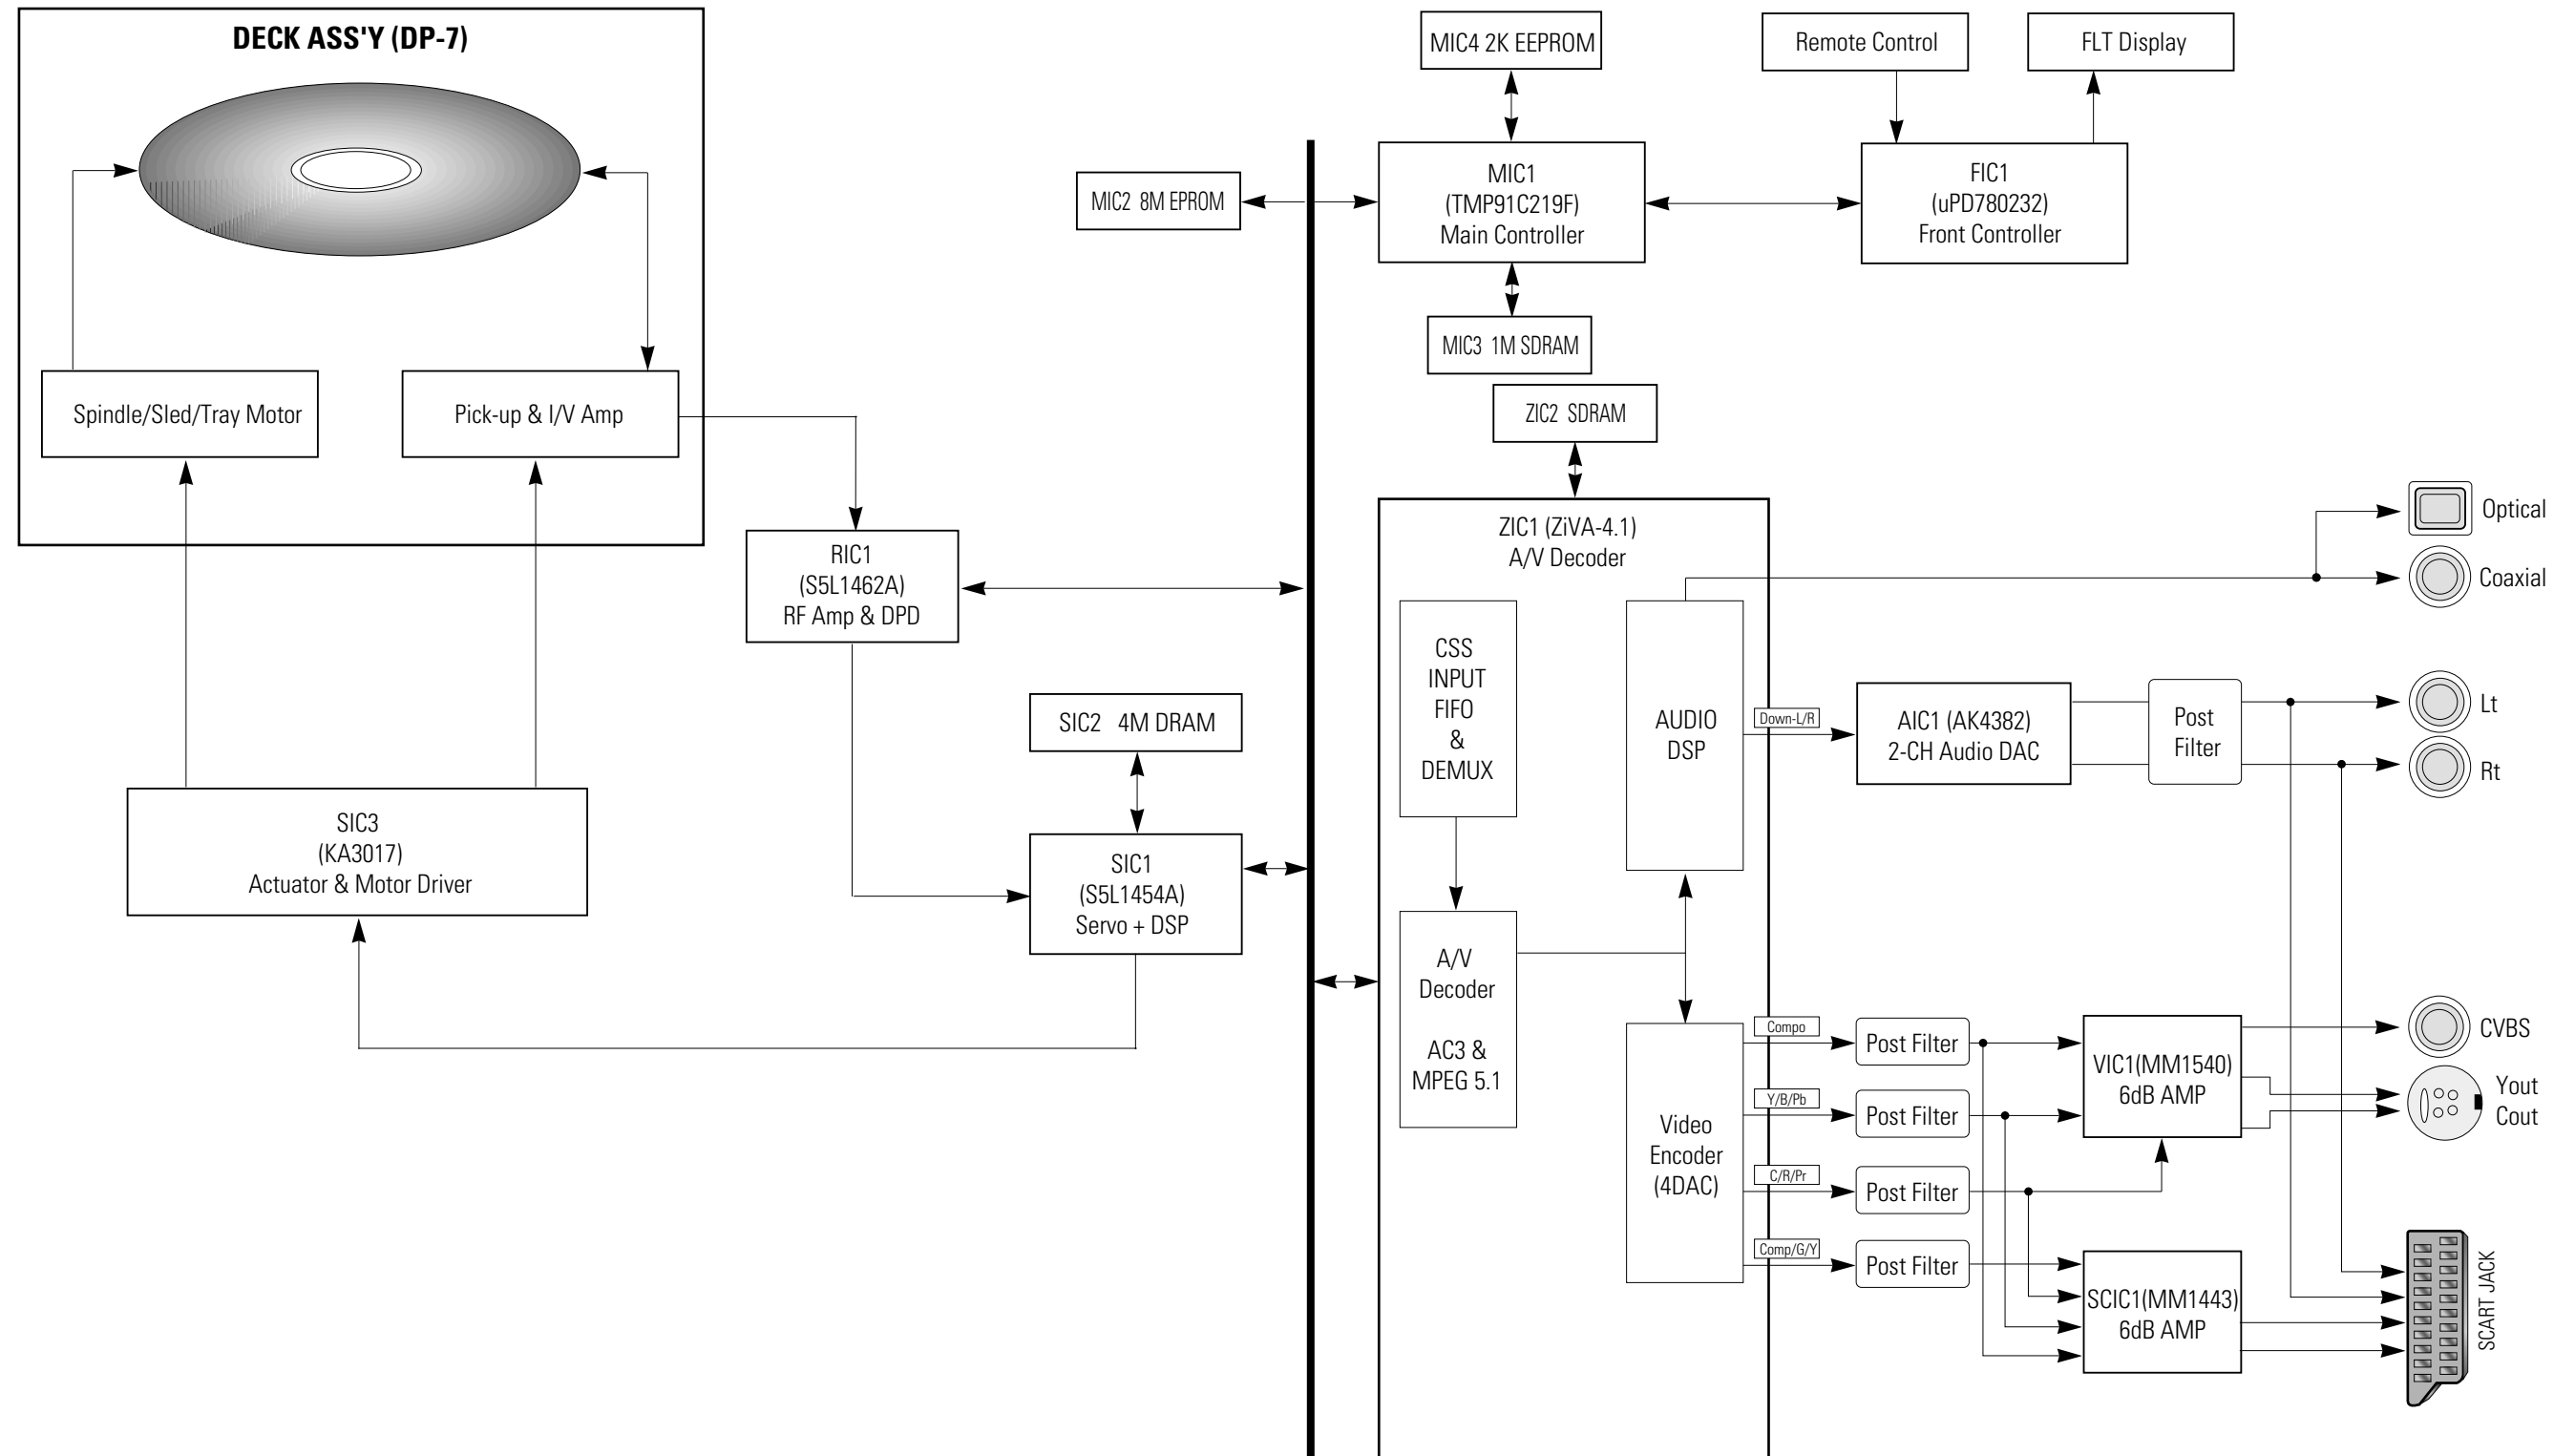 DECK ASS'Y (DP-7)
Spindle/Sled/Tray Motor
Pick-up & I/V Amp
RIC1
(S5L1462A)
RF Amp & DPD
SIC2 4M DRAM
SIC3
(KA3017)
Actuator & Motor Driver
SIC1
(S5L1454A)
Servo + DSP
MIC4 2K EEPROM
Remote Control
FLT Display
MIC2 8M EPROM
MIC1
(TMP91C219F)
Main Controller
FIC1
(uPD780232)
Front Controller
MIC3 1M SDRAM
ZIC2 SDRAM
ZIC1 (ZiVA-4.1)
A/V Decoder
CSS
INPUT
FIFO
&
DEMUX
AUDIO
DSP
A/V
Decoder
AC3 &
MPEG 5.1
Video
Encoder
(4DAC)
Down-L/R
AIC1 (AK4382)
2-CH Audio DAC
Post
Filter
Optical
Coaxial
Lt
Rt
Compo
Post Filter
Y/B/Pb
Post Filter
C/R/Pr
Post Filter
Comp/G/Y
Post Filter
VIC1(MM1540)
6dB AMP
SCIC1(MM1443)
6dB AMP
CVBS
Yout
Cout
SCART JACK